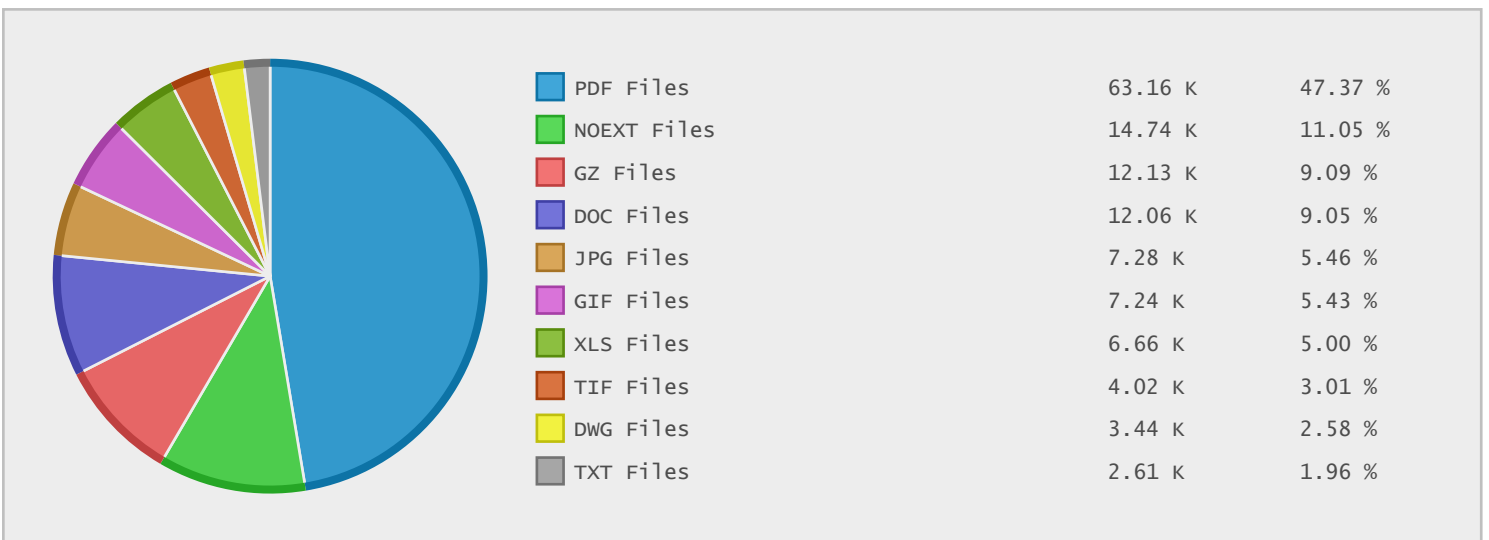 PDF Files 63.16 K 47.37 %
NOEXT Files 14.74 K 11.05 %
GZ Files 12.13 K 9.09 %
DOC Files 12.06 K 9.05 %
JPG Files 7.28 K 5.46 %
GIF Files 7.24 K 5.43 %
XLS Files 6.66 K 5.00 %
TIF Files 4.02 K 3.01 %
DWG Files 3.44 K 2.58 %
TXT Files 2.61 K 1.96 %